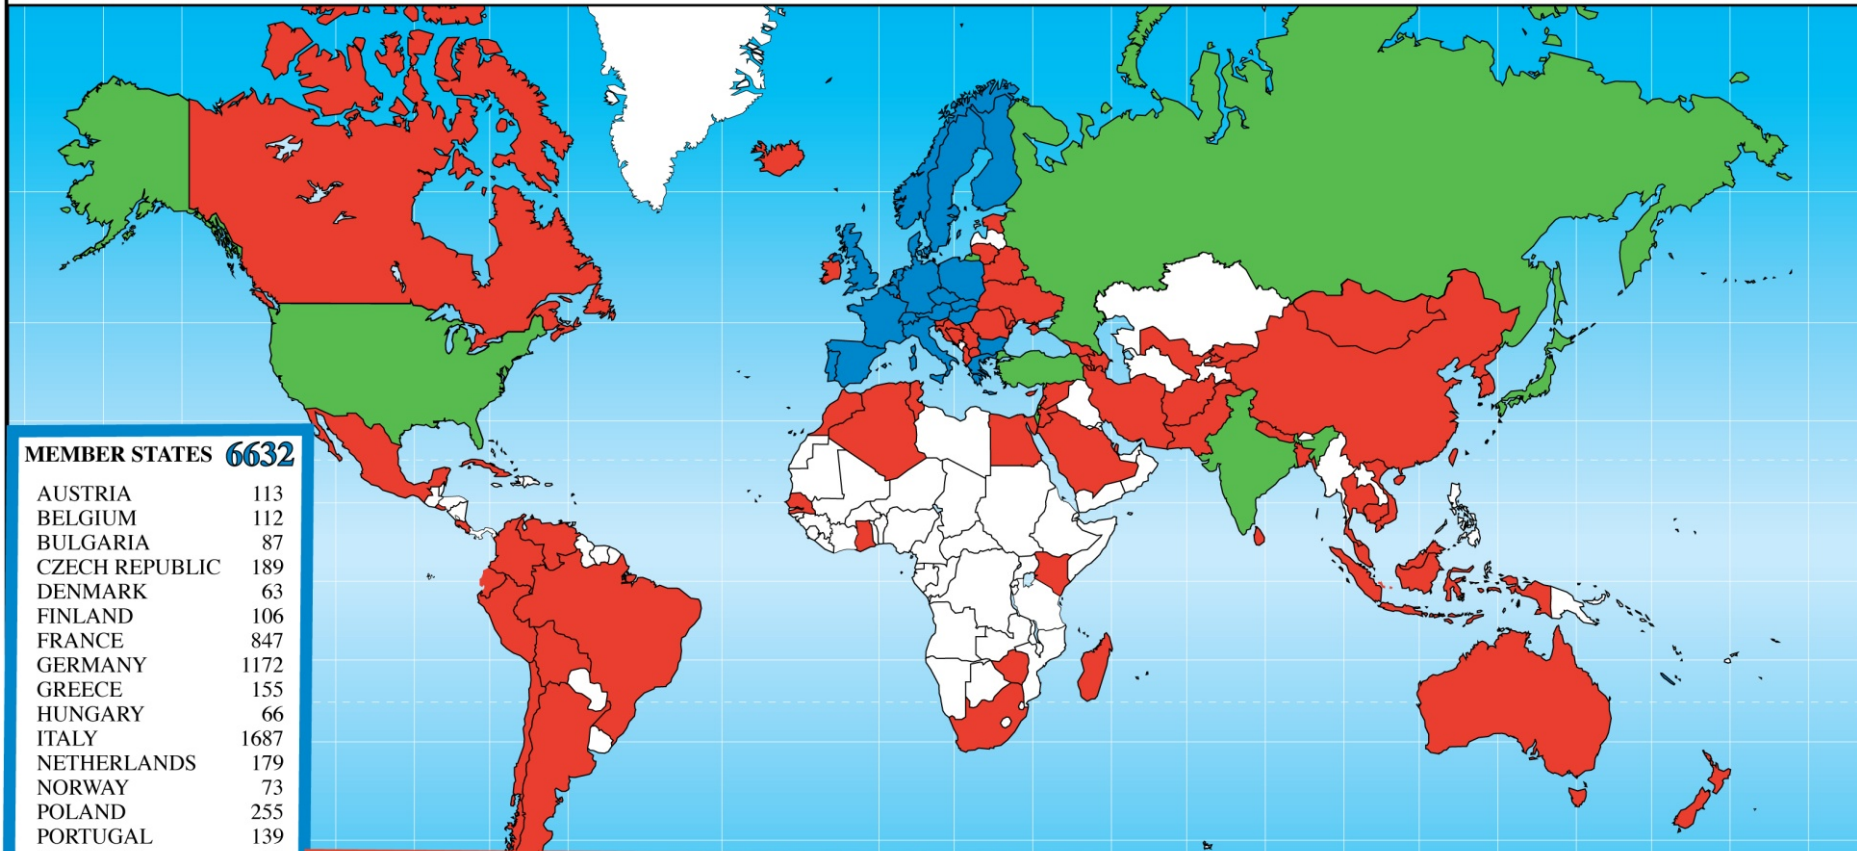 MEMBER STATES 6632
AUSTRIA 113
BELGIUM 112
BULGARIA 87
CZECH REPUBLIC 189
DENMARK 63
FINLAND 106
FRANCE 847
GERMANY 1172
GREECE 155
HUNGARY 66
ITALY 1687
NETHERLANDS 179
NORWAY 73
POLAND 255
PORTUGAL 139